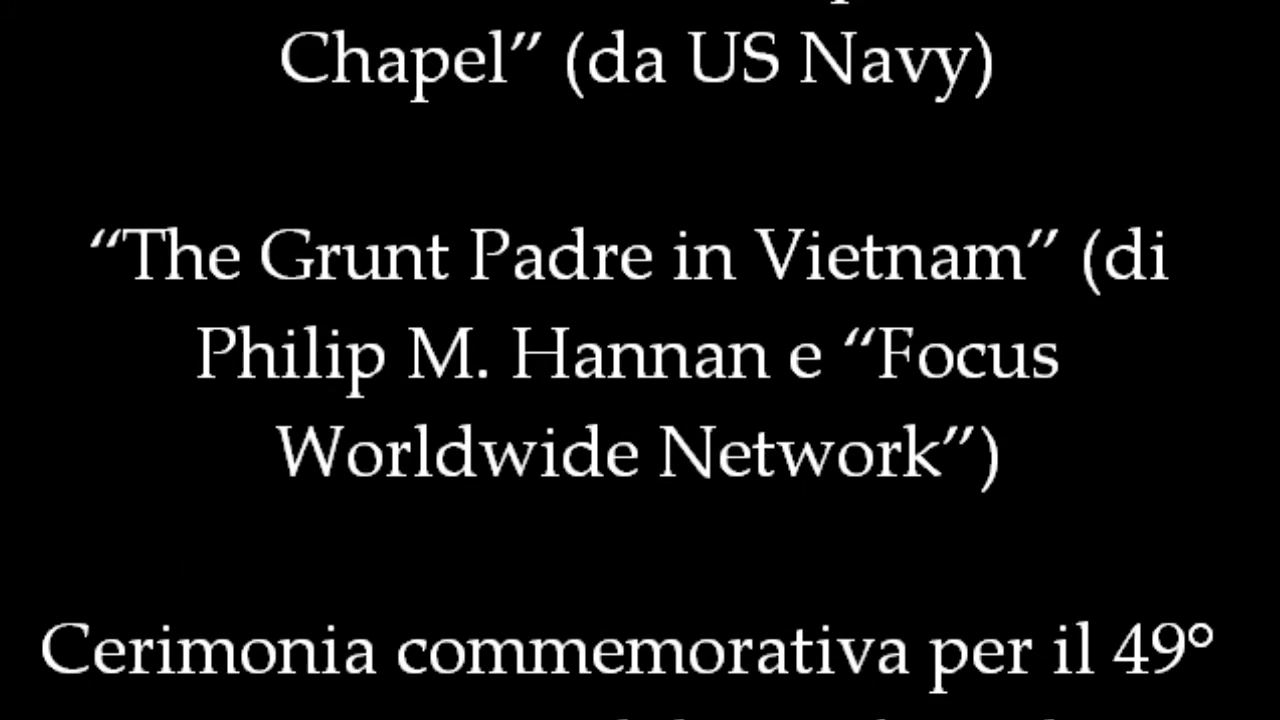 Chapel” (da US Navy)
“The Grunt Padre in Vietnam” (di
Philip M. Hannan e “Focus
Worldwide Network”)
Cerimonia commemorativa per il 49°